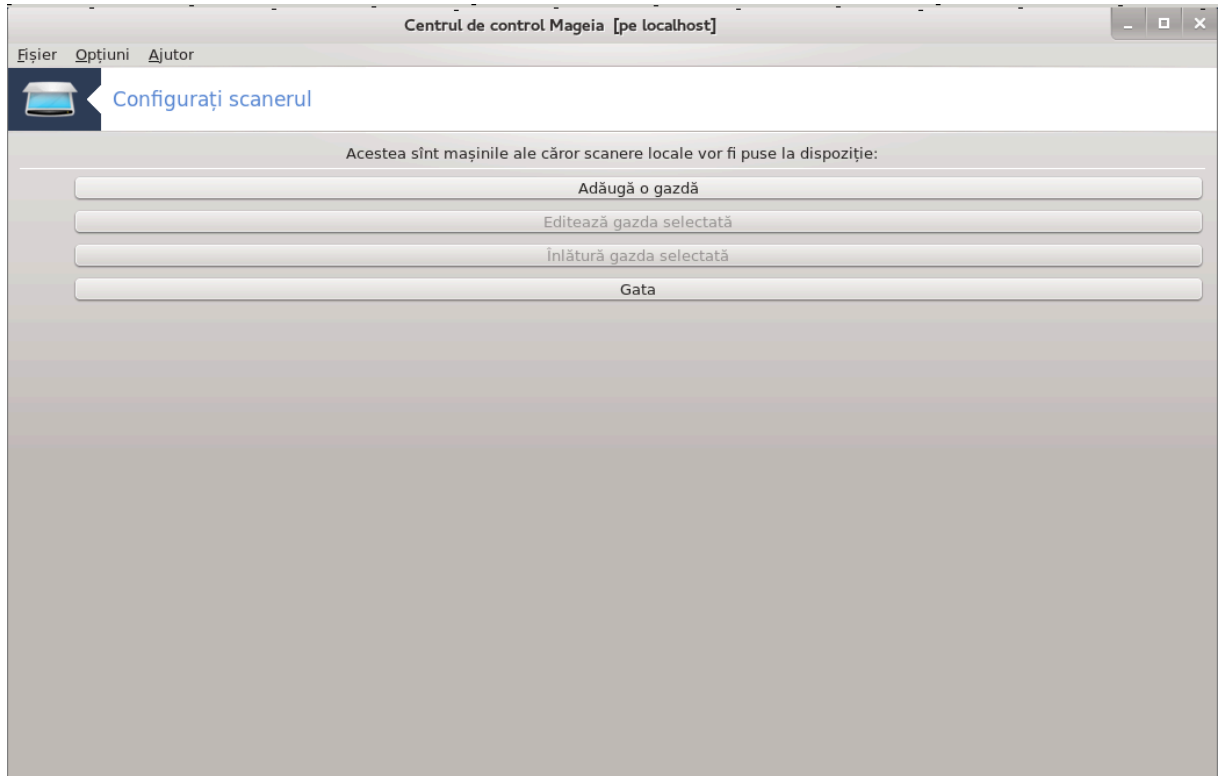 Centrul de control Mageia [pe localhost]
Fișier Opțiuni Ajutor
Configurați scanerul
Acestea sînt mașinile ale căror scanere locale vor fi puse la dispoziție:
Adăugă o gazdă
Editează gazda selectată
Înlătură gazda selectată
Gata